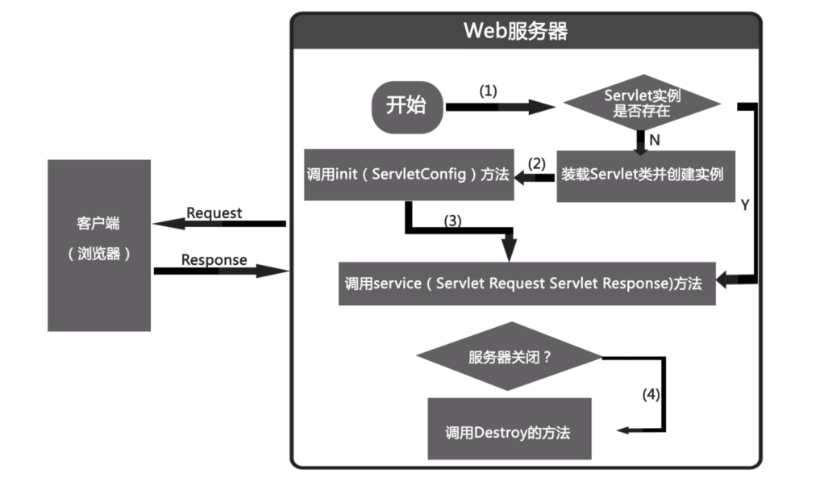 Web服务器
开始
(1)
Servlet实例
是否存在
N
调用init（ServletConfig）方法
(2)
装载Servlet类并创建实例
Y
客户端
（浏览器）
Request
Response
(3)
调用service（Servlet Request Servlet Response)方法
服务器关闭？
(4)
调用Destroy的方法